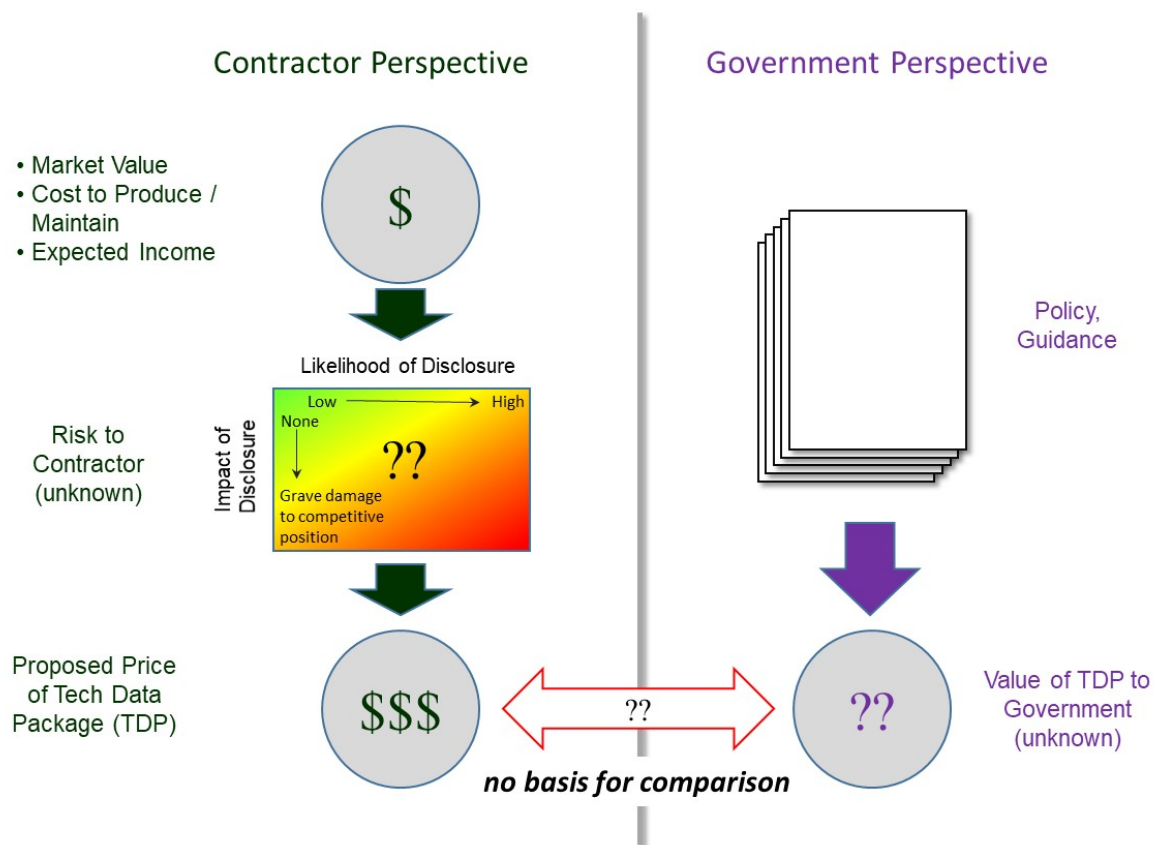 Contractor Perspective
Government Perspective
• Market Value
• Cost to Produce /
Maintain
• Expected Income
$
Likelihood of Disclosure
Impact of
Disclosure
Low
High
None
??
Grave damage
to competitive
position
Risk to
Contractor
(unknown)
Policy,
Guidance
Proposed Price
of Tech Data
Package (TDP)
$$$
??
??
Value of TDP to
Government
(unknown)
no basis for comparison